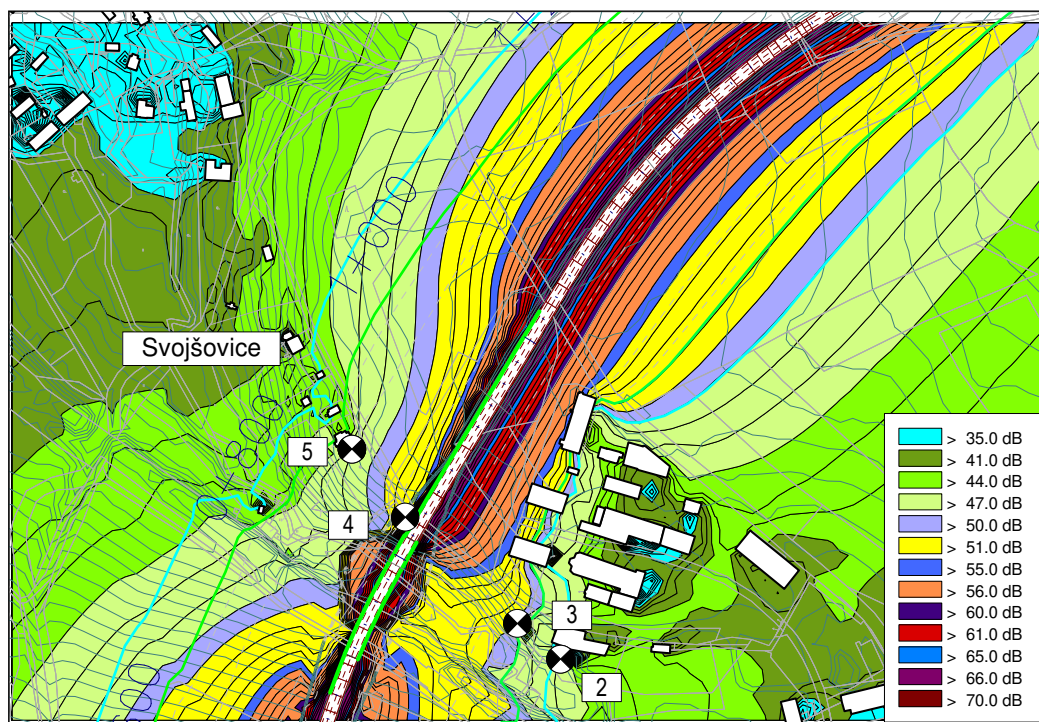 Svojšovice
5
4
3
2
> 35.0 dB
> 41.0 dB
> 44.0 dB
> 47.0 dB
> 50.0 dB
> 51.0 dB
> 55.0 dB
> 56.0 dB
> 60.0 dB
> 61.0 dB
> 65.0 dB
> 66.0 dB
> 70.0 dB